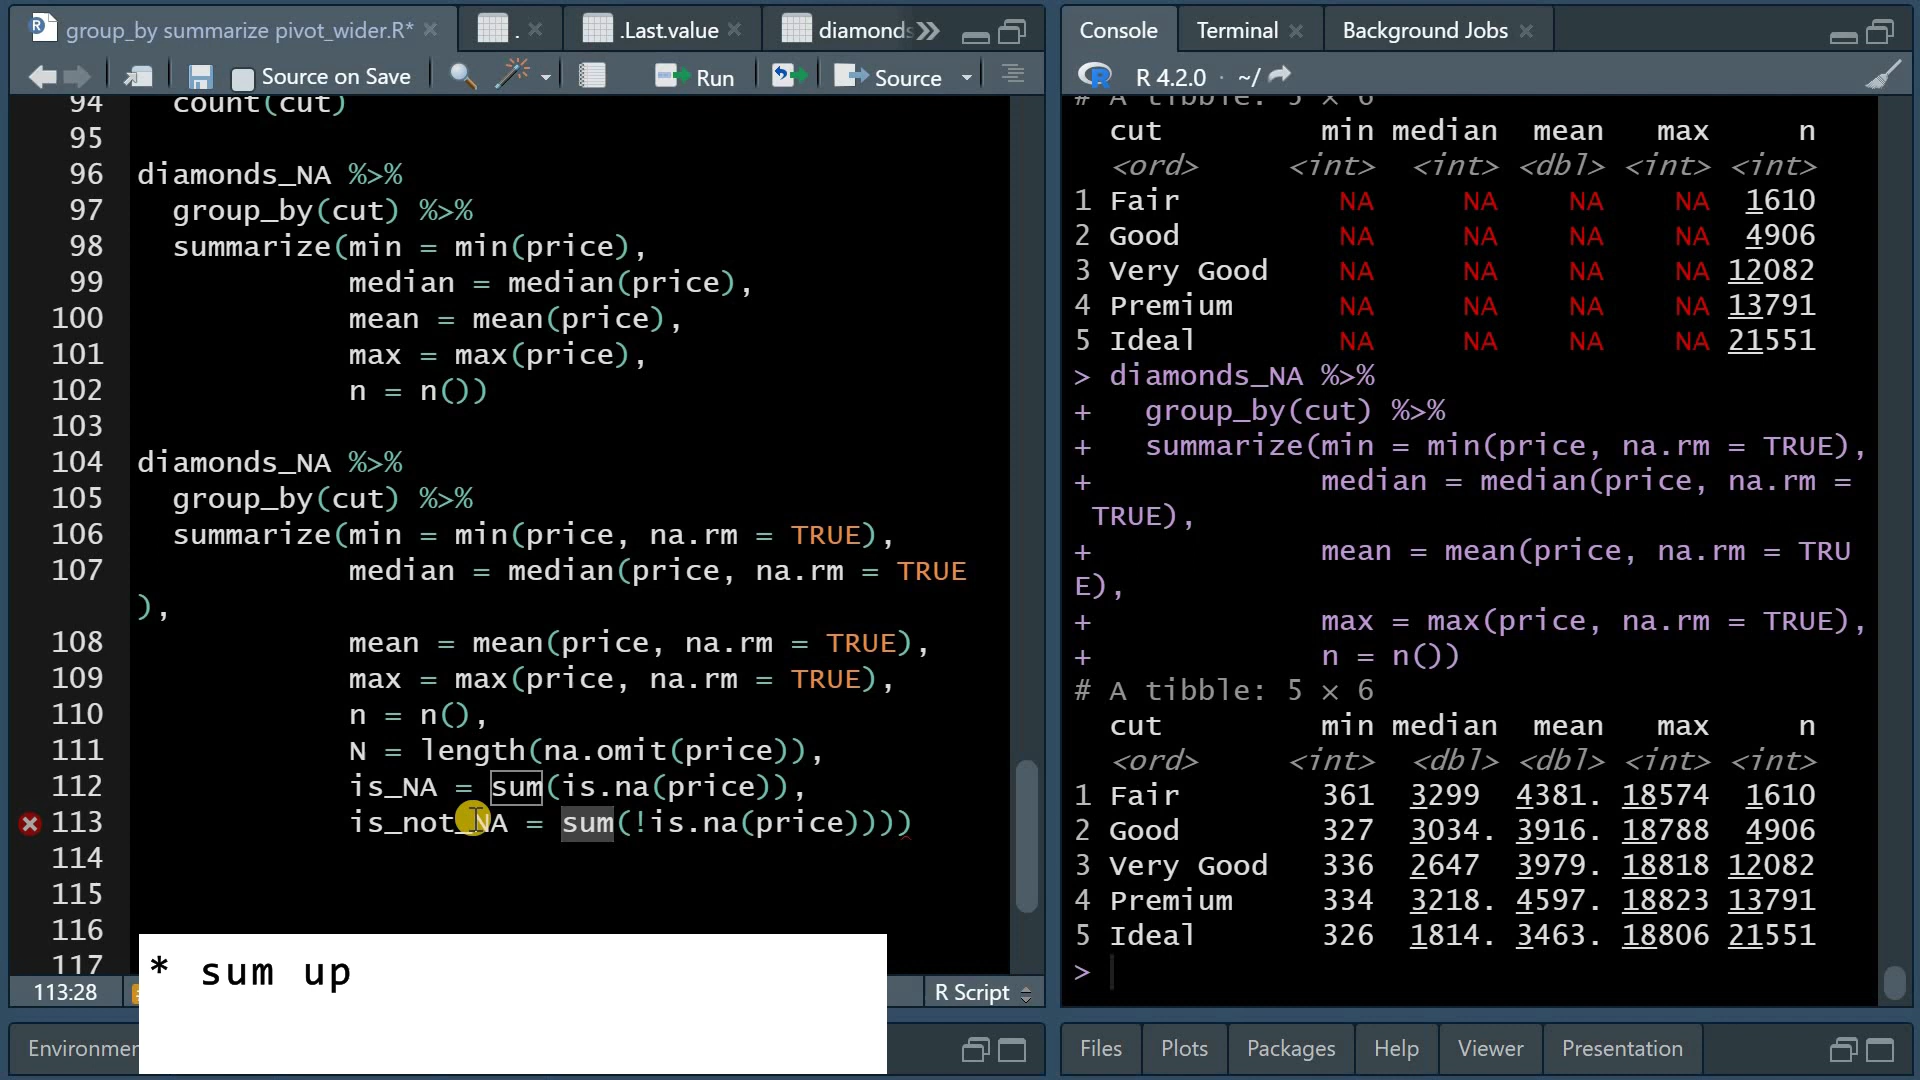 group_by summarize pivot_wider.R*
.
.Last.value
diamonds
Source on Save
Run
Source
94 count(cut)
95
96 diamonds_NA %>%
97 group_by(cut) %>%
98 summarize(min = min(price),
99 median = median(price),
100 mean = mean(price),
101 max = max(price),
102 n = n())
103
104 diamonds_NA %>%
105 group_by(cut) %>%
106 summarize(min = min(price, na.rm = TRUE),
107 median = median(price, na.rm = TRUE
),
108 mean = mean(price, na.rm = TRUE),
109 max = max(price, na.rm = TRUE),
110 n = n(),
111 N = length(na.omit(price)),
112 is_NA = sum(is.na(price)),
113 is_not_NA = sum(!is.na(price))))
114
115
116
117
* sum up
113:28
R Script
Environmen
Console
Terminal
Background Jobs
R 4.2.0 · ~/
# A tibble: 5 × 6
cut min median mean max n
<ord> <int> <int> <dbl> <int> <int>
1 Fair NA NA NA NA 1610
2 Good NA NA NA NA 4906
3 Very Good NA NA NA NA 12082
4 Premium NA NA NA NA 13791
5 Ideal NA NA NA NA 21551
> diamonds_NA %>%
+ group_by(cut) %>%
+ summarize(min = min(price, na.rm = TRUE),
+ median = median(price, na.rm =
TRUE),
+ mean = mean(price, na.rm = TRU
E),
+ max = max(price, na.rm = TRUE),
+ n = n())
# A tibble: 5 × 6
cut min median mean max n
<ord> <int> <dbl> <dbl> <int> <int>
1 Fair 361 3299 4381. 18574 1610
2 Good 327 3034. 3916. 18788 4906
3 Very Good 336 2647 3979. 18818 12082
4 Premium 334 3218. 4597. 18823 13791
5 Ideal 326 1814. 3463. 18806 21551
>
Files
Plots
Packages
Help
Viewer
Presentation